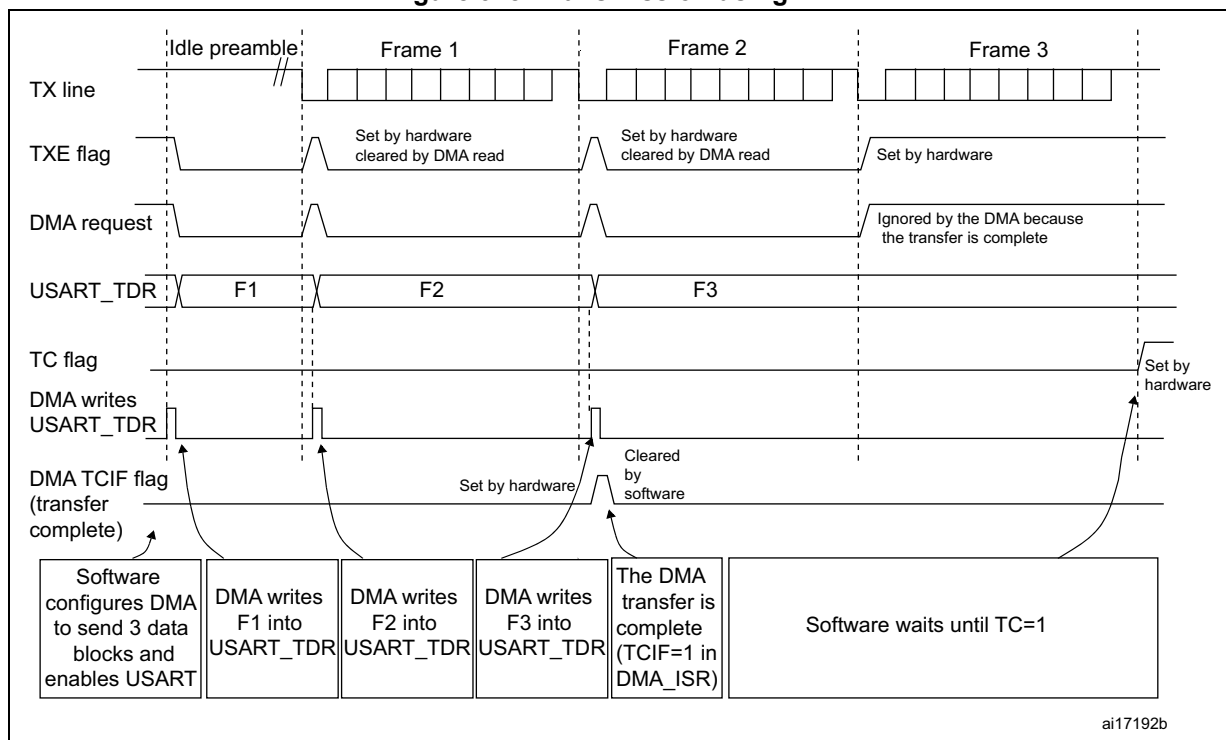 Idle preamble
Frame 1
Frame 2
Frame 3
TX line
TXE flag
Set by hardware
cleared by DMA read
Set by hardware
cleared by DMA read
Set by hardware
DMA request
Ignored by the DMA because
the transfer is complete
USART_TDR
F1
F2
F3
TC flag
Set by
hardware
DMA writes
USART_TDR
DMA TCIF flag
(transfer
complete)
Set by hardware
Cleared
by
software
Software
configures DMA
to send 3 data
blocks and
enables USART
DMA writes
F1 into
USART_TDR
DMA writes
F2 into
USART_TDR
DMA writes
F3 into
USART_TDR
The DMA
transfer is
complete
(TCIF=1 in
DMA_ISR)
Software waits until TC=1
ai17192b